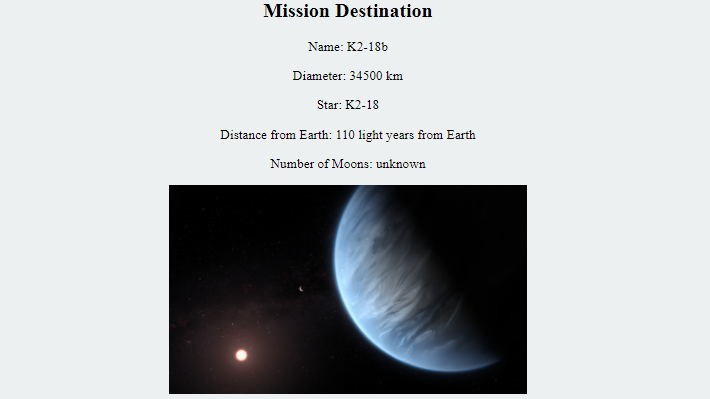 Mission Destination
Name: K2-18b
Diameter: 34500 km
Star: K2-18
Distance from Earth: 110 light years from Earth
Number of Moons: unknown